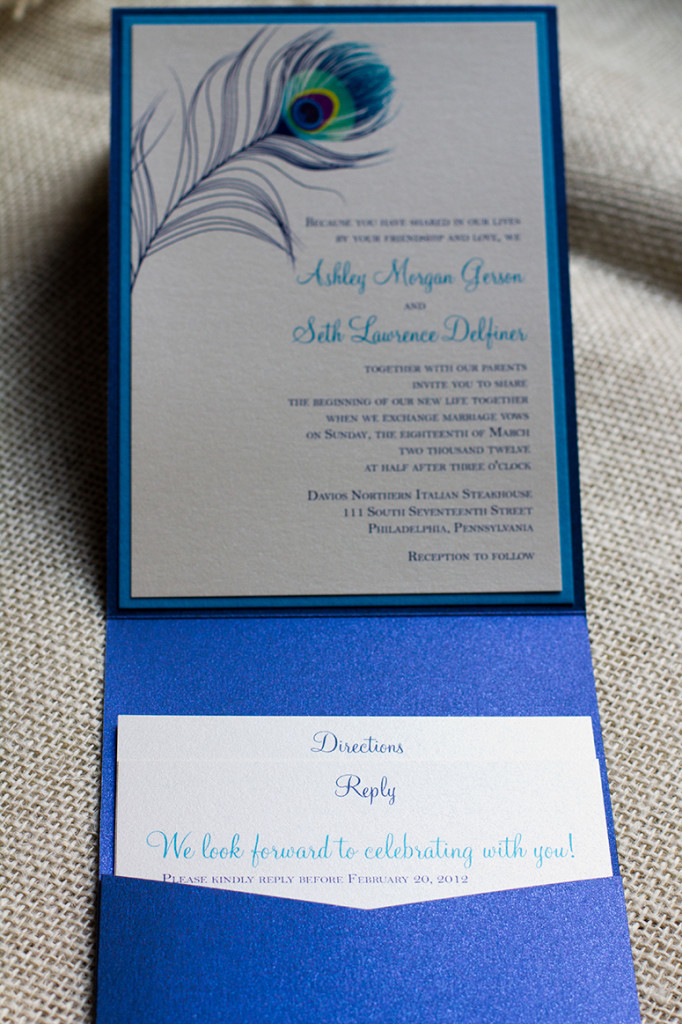 Because you have shared in our lives
by your friendship and love, we
Ashley Morgan Gerson
and
Seth Lawrence Delfiner
together with our parents
invite you to share
the beginning of our new life together
when we exchange marriage vows
on Sunday, the eighteenth of March
two thousand twelve
at half after three o'clock
Davios Northern Italian Steakhouse
111 South Seventeenth Street
Philadelphia, Pennsylvania
Reception to follow
Directions
Reply
We look forward to celebrating with you!
Please kindly reply before February 20, 2012